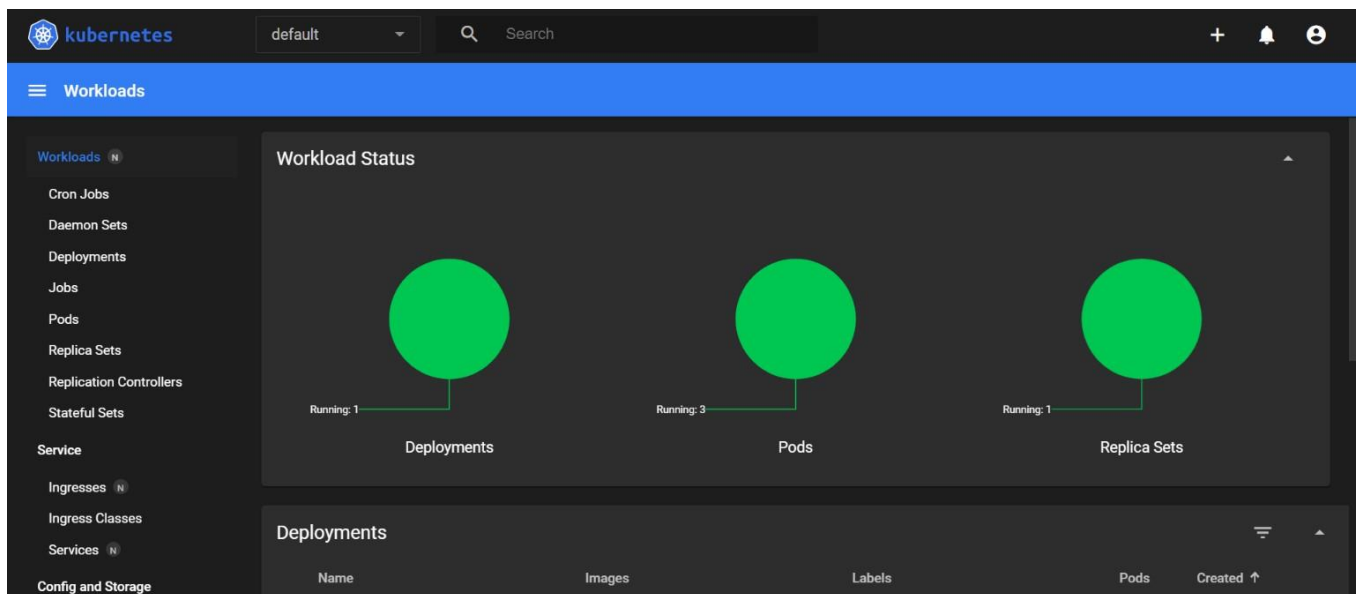 kubernetes
default
Search
Workloads
Workloads N
Cron Jobs
Daemon Sets
Deployments
Jobs
Pods
Replica Sets
Replication Controllers
Stateful Sets
Service
Ingresses N
Ingress Classes
Services N
Config and Storage
Workload Status
Running: 1
Deployments
Running: 3
Pods
Running: 1
Replica Sets
Deployments
Name Images Labels Pods Created ↑